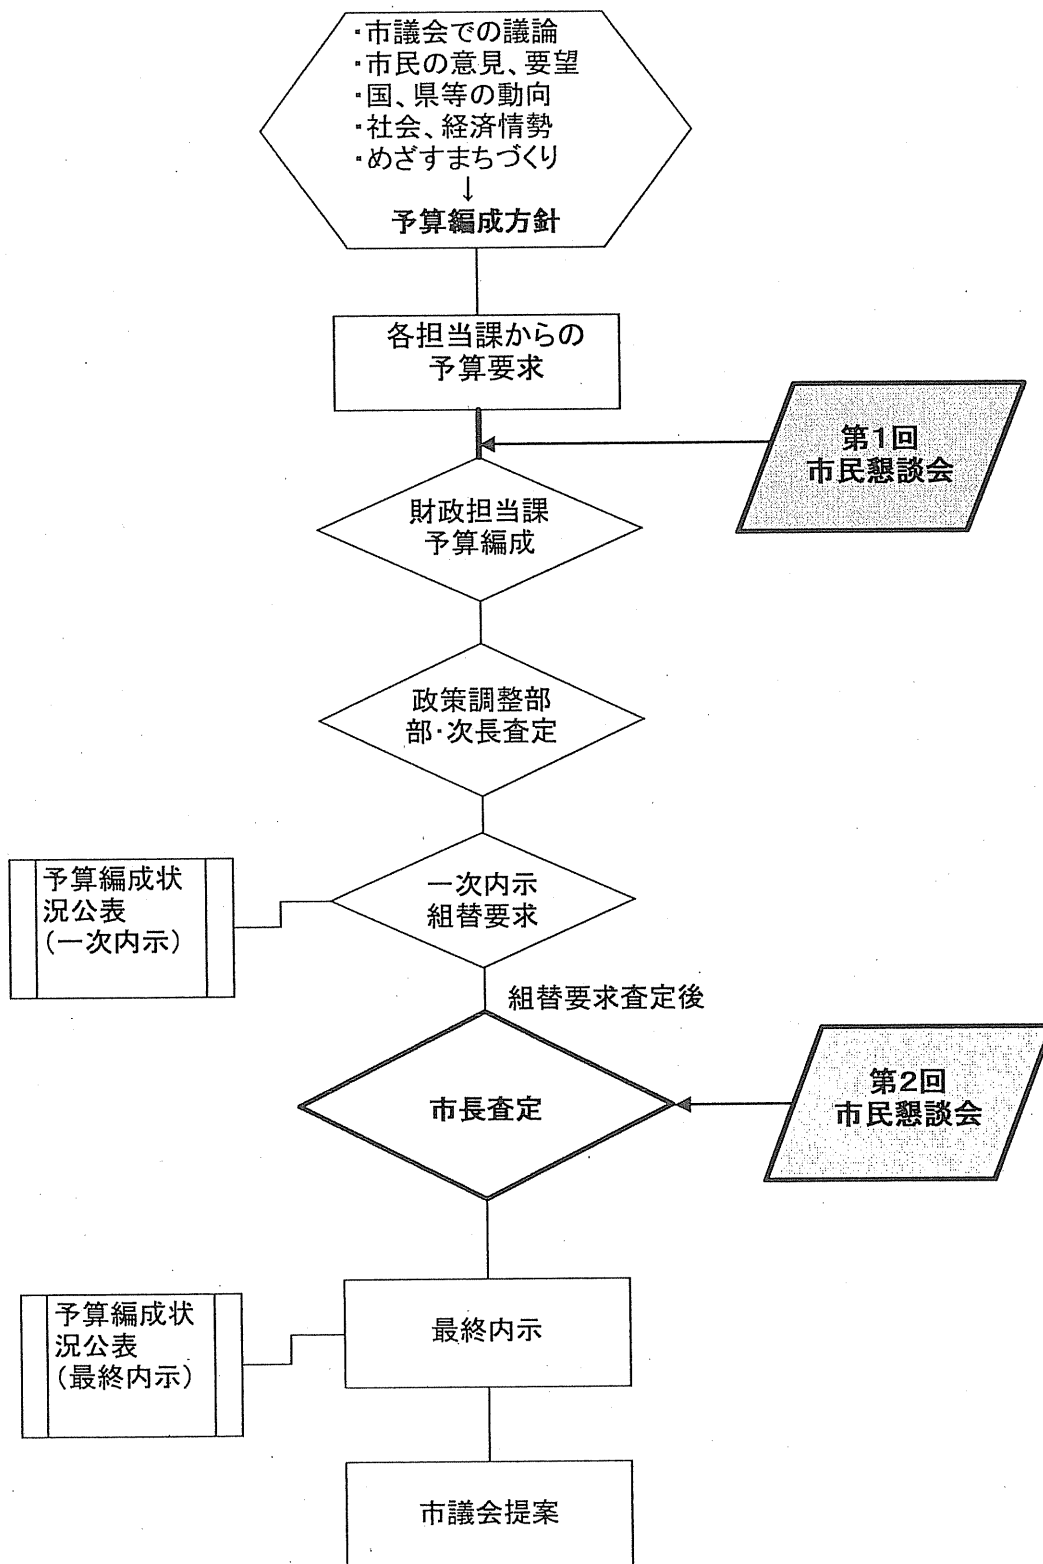 ・市議会での議論
・市民の意見、要望
・国、県等の動向
・社会、経済情勢
・めざすまちづくり
↓
予算編成方針
各担当課からの
予算要求
第1回
市民懇談会
財政担当課
予算編成
政策調整部
部・次長査定
予算編成状
況公表
(一次内示)
一次内示
組替要求
組替要求査定後
市長査定
第2回
市民懇談会
予算編成状
況公表
(最終内示)
最終内示
市議会提案